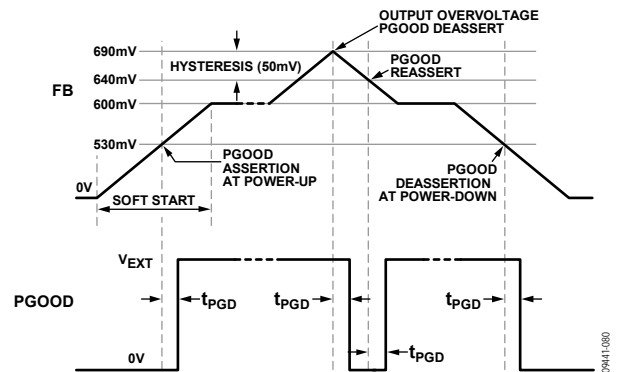 OUTPUT OVERVOLTAGE
PGOOD DEASSERT
690mV
HYSTERESIS (50mV)
PGOOD
REASSERT
640mV
FB
600mV
530mV
PGOOD
ASSERTION
AT POWER-UP
PGOOD
DEASSERTION
AT POWER-DOWN
0V
SOFT START
VEXT
PGOOD
tPGD
tPGD
tPGD
tPGD
0V
09441-080